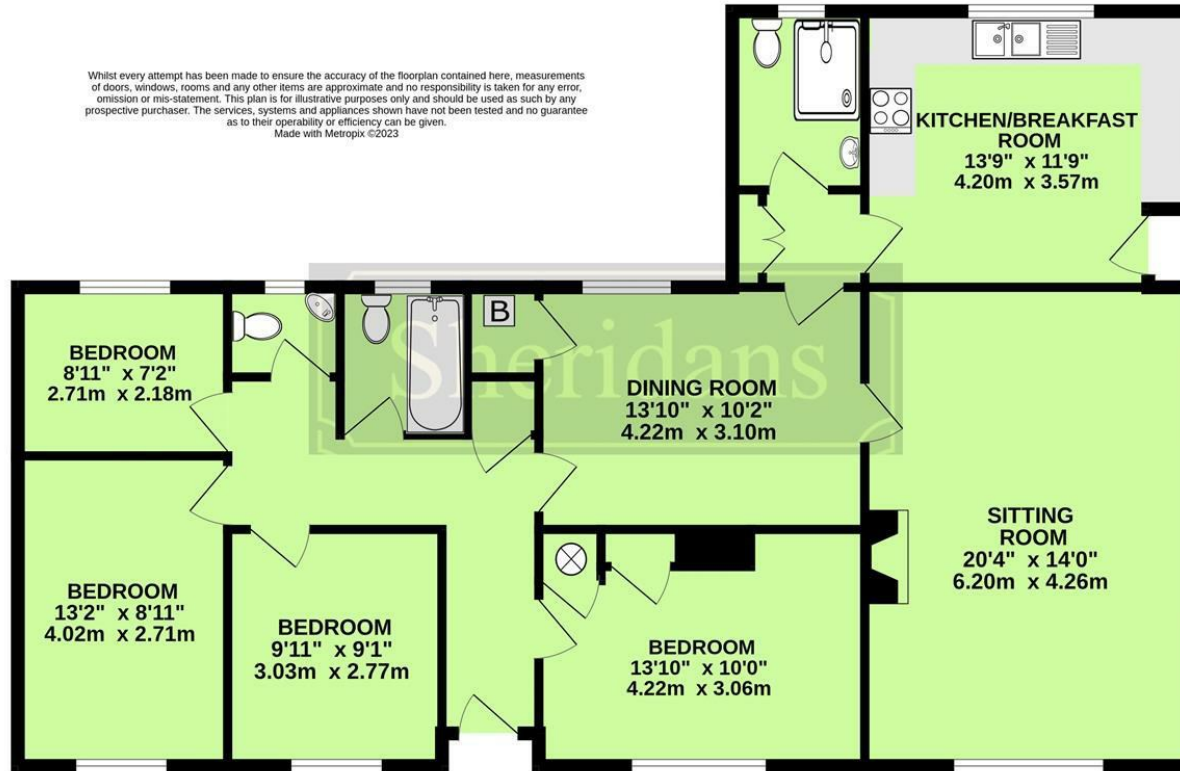 Whilst every attempt has been made to ensure the accuracy of the floorplan contained here, measurements
of doors, windows, rooms and any other items are approximate and no responsibility is taken for any error,
omission or mis-statement. This plan is for illustrative purposes only and should be used as such by any
prospective purchaser. The services, systems and appliances shown have not been tested and no guarantee
as to their operability or efficiency can be given.
Made with Metropix ©2023
KITCHEN/BREAKFAST
ROOM
13'9" x 11'9"
4.20m x 3.57m
BEDROOM
8'11" x 7'2"
2.71m x 2.18m
B
Sheridans
DINING ROOM
13'10" x 10'2"
4.22m x 3.10m
SITTING
ROOM
20'4" x 14'0"
6.20m x 4.26m
BEDROOM
13'2" x 8'11"
4.02m x 2.71m
BEDROOM
9'11" x 9'1"
3.03m x 2.77m
BEDROOM
13'10" x 10'0"
4.22m x 3.06m